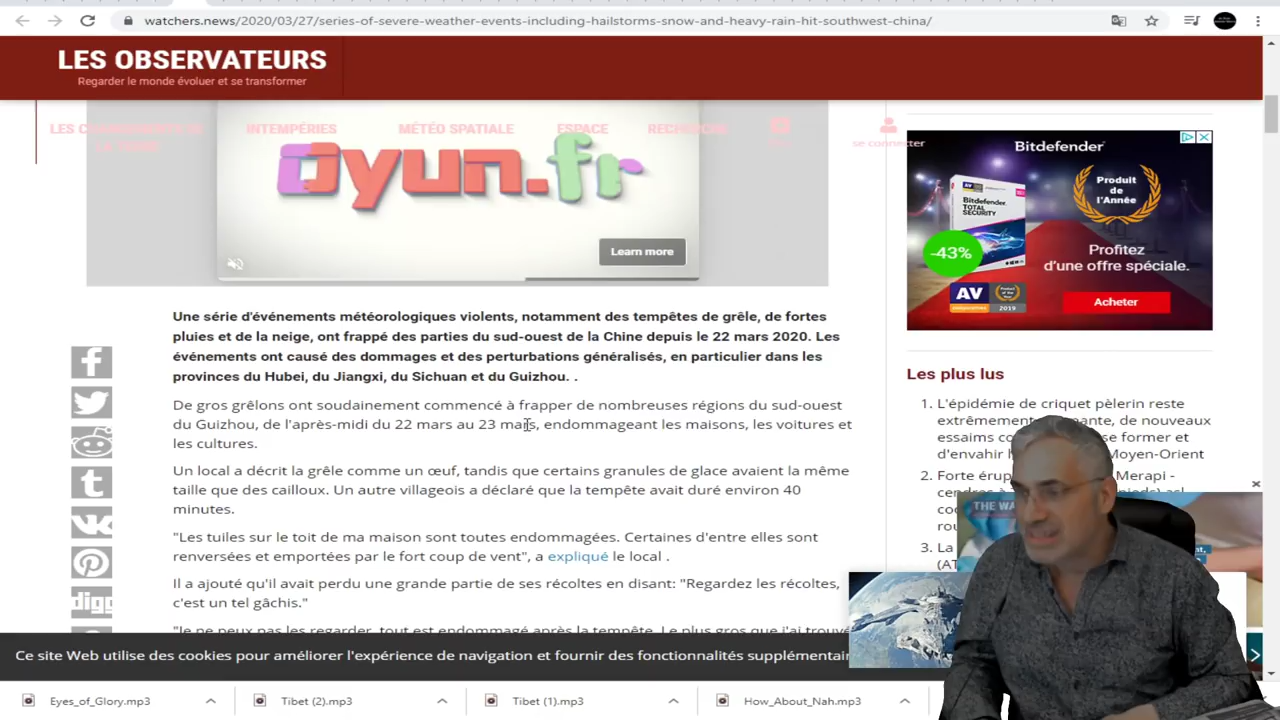 watchers.news/2020/03/27/series-of-severe-weather-events-including-hailstorms-snow-and-heavy-rain-hit-southwest-china/
LES OBSERVATEURS
Regarder le monde évoluer et se transformer
INTEMPÉRIES
MÉTÉO SPATIALE
ESPACE
RECHERCHE
se connecter
oyun.fr
Learn more
Bitdefender
Produit
de
l'Année
BITDEFENDER
TOTAL
SECURITY
-43%
Profitez
d'une offre spéciale.
AV
Acheter
Une série d'événements météorologiques violents, notamment des tempêtes de grêle, de fortes
pluies et de la neige, ont frappé des parties du sud-ouest de la Chine depuis le 22 mars 2020. Les
événements ont causé des dommages et des perturbations généralisés, en particulier dans les
provinces du Hubei, du Jiangxi, du Sichuan et du Guizhou. .
De gros grêlons ont soudainement commencé à frapper de nombreuses régions du sud-ouest
du Guizhou, de l'après-midi du 22 mars au 23 mars, endommageant les maisons, les voitures et
les cultures.
Un local a décrit la grêle comme un œuf, tandis que certains granules de glace avaient la même
taille que des cailloux. Un autre villageois a déclaré que la tempête avait duré environ 40
minutes.
"Les tuiles sur le toit de ma maison sont toutes endommagées. Certaines d'entre elles sont
renversées et emportées par le fort coup de vent", a expliqué le local .
Il a ajouté qu'il avait perdu une grande partie de ses récoltes en disant: "Regardez les récoltes,
c'est un tel gâchis."
"Je ne peux pas les regarder, tout est endommagé après la tempête. Le plus gros que j'ai trouvé
digg
Les plus lus
1. L'épidémie de criquet pèlerin reste
extrêmement
de nouveaux
essaims
se former et
d'envahir
Moyen-Orient
2. Forte
Merapi -
3. La
THE WA
Ce site Web utilise des cookies pour améliorer l'expérience de navigation et fournir des fonctionnalités supplémentair
Eyes_of_Glory.mp3
Tibet (2).mp3
Tibet (1).mp3
How_About_Nah.mp3